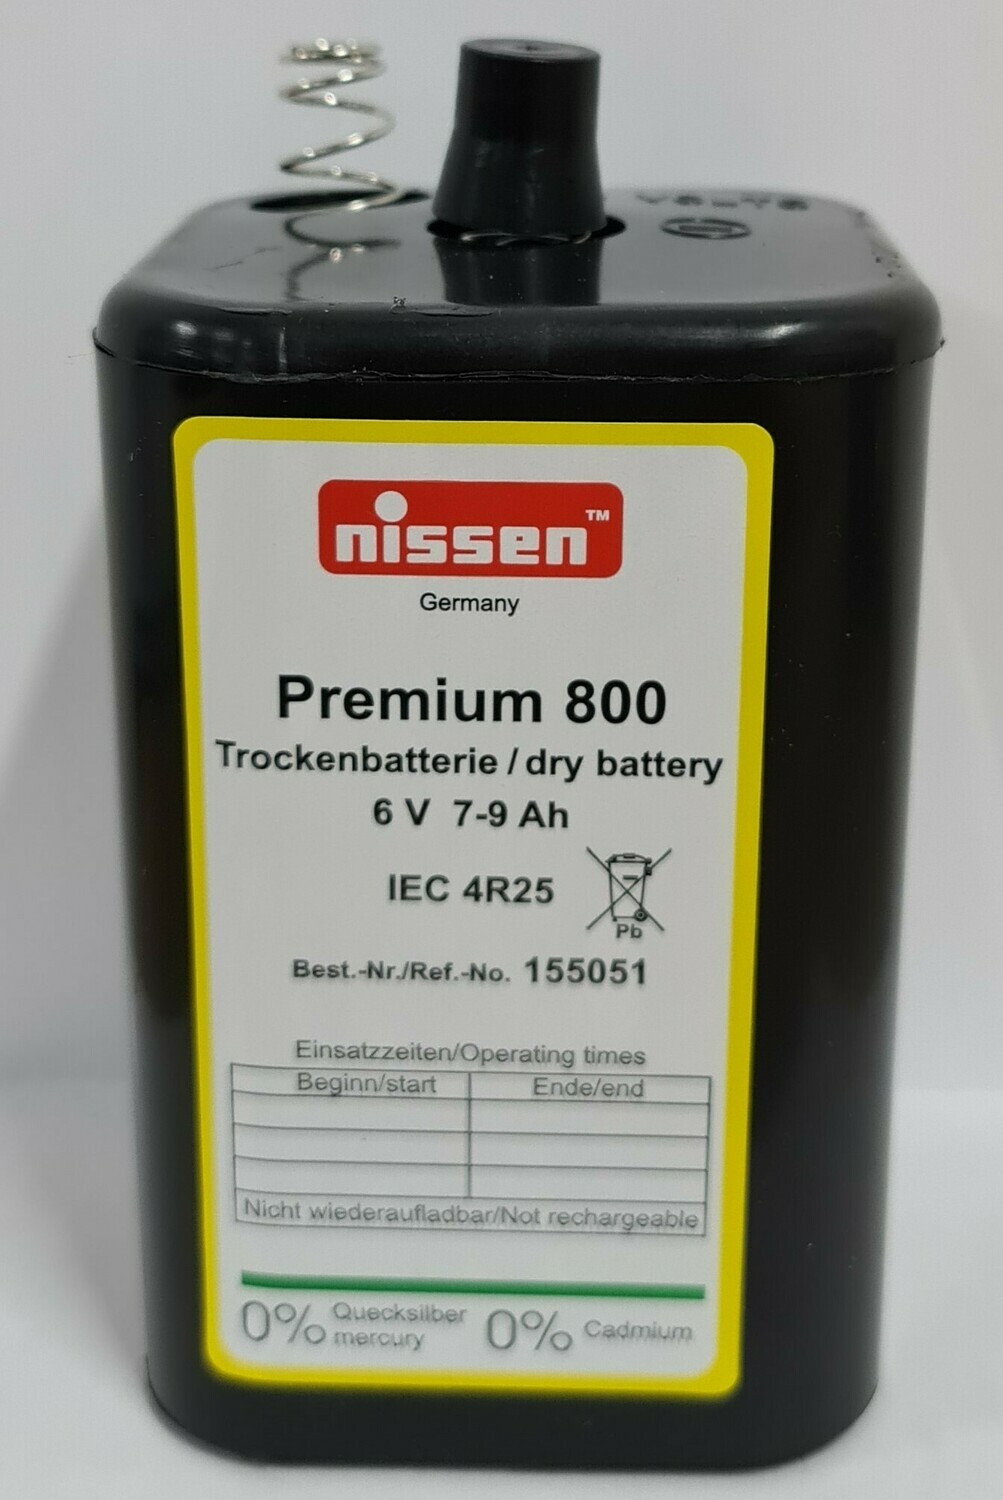 VOLTS
nissen™
Germany
Premium 800
Trockenbatterie / dry battery
6 V 7-9 Ah
IEC 4R25
Pb
Best.-Nr./Ref.-No. 155051
Einsatzzeiten/Operating times
Beginn/start Ende/end
Nicht wiederaufladbar/Not rechargeable
0% Quecksilber
mercury
0% Cadmium